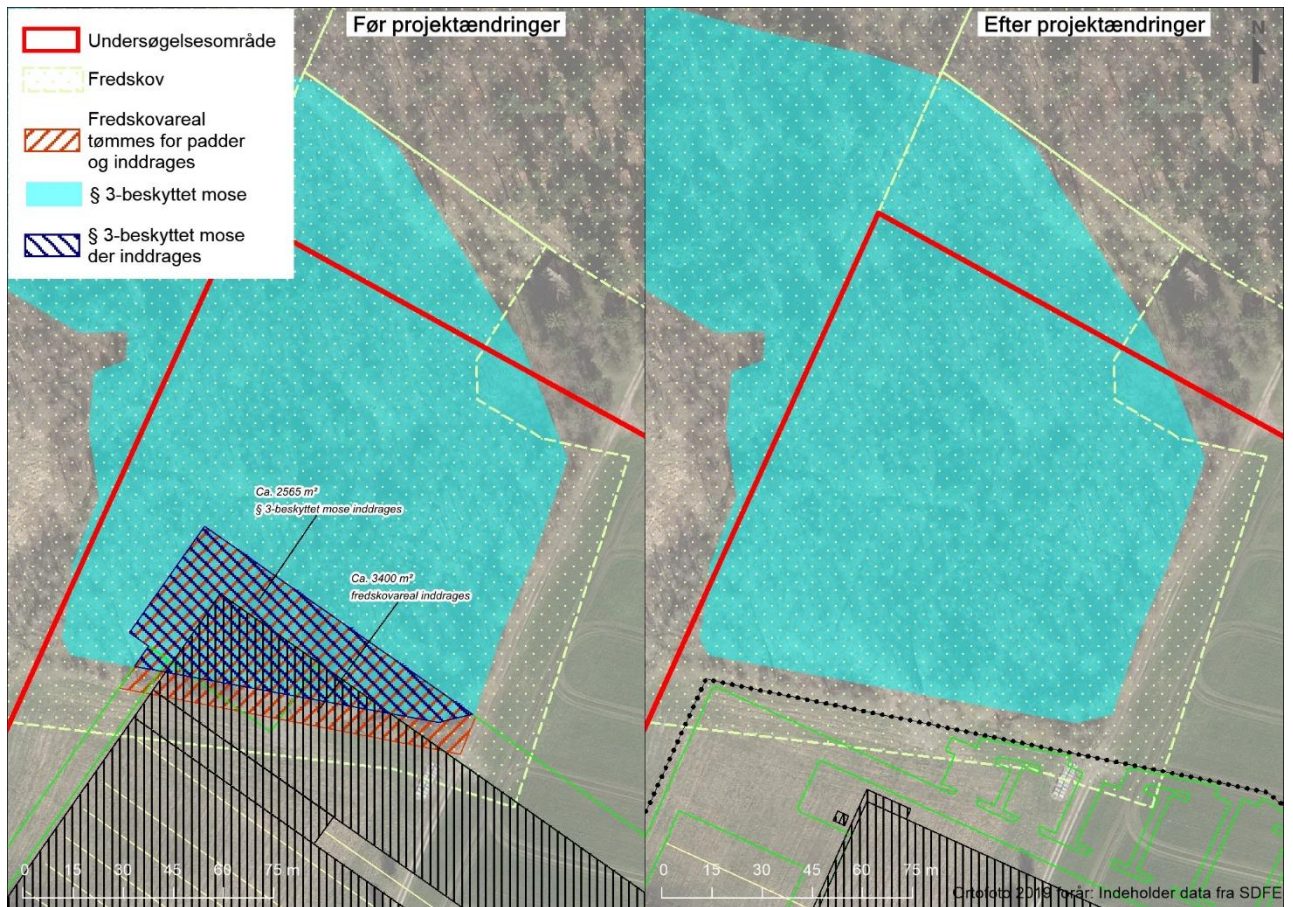 Før projektændringer
Efter projektændringer
N
Undersøgelsesområde
Fredskov
Fredskovareal
tømmes for padder
og inddrages
§ 3-beskyttet mose
§ 3-beskyttet mose
der inddrages
Ca. 2565 m²
§ 3-beskyttet mose inddrages
Ca. 3400 m²
fredskovareal inddrages
0 15 30 45 60 75 m
0 15 30 45 60 75 m
Ortofoto 2019 forår: Indeholder data fra SDFE